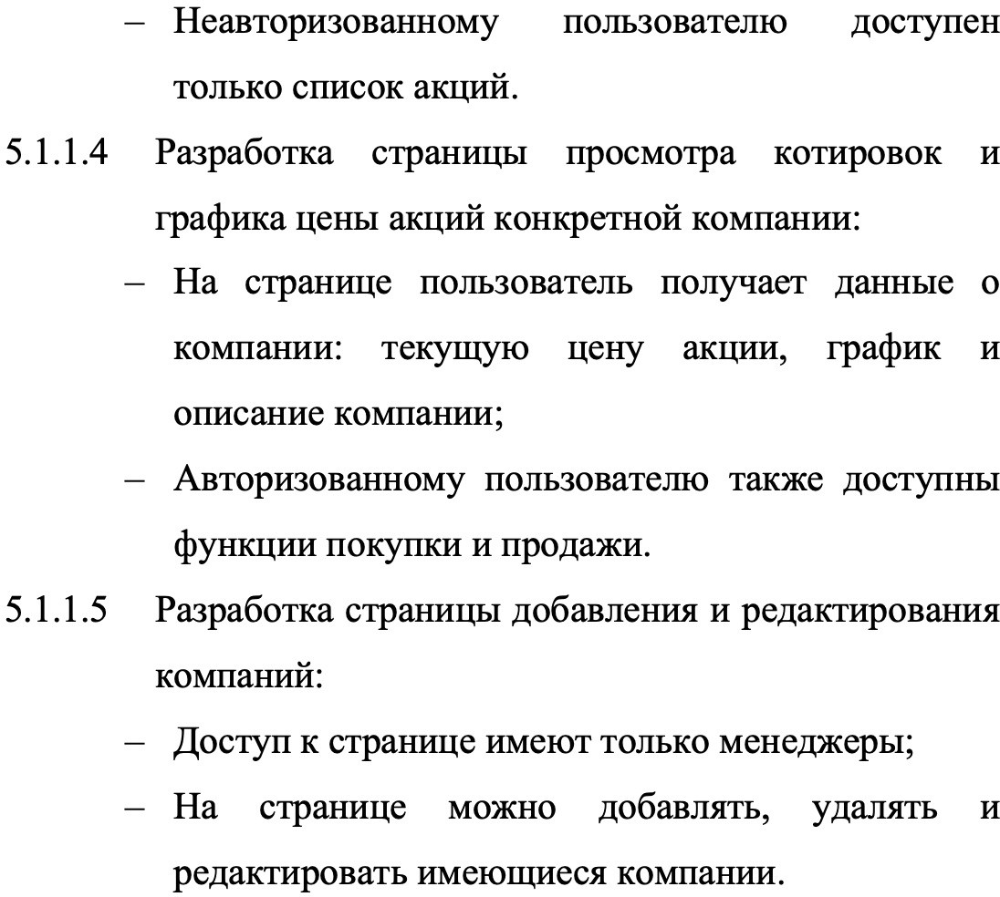 – Неавторизованному пользователю доступен
только список акций.
5.1.1.4 Разработка страницы просмотра котировок и
графика цены акций конкретной компании:
– На странице пользователь получает данные о
компании: текущую цену акции, график и
описание компании;
– Авторизованному пользователю также доступны
функции покупки и продажи.
5.1.1.5 Разработка страницы добавления и редактирования
компаний:
– Доступ к странице имеют только менеджеры;
– На странице можно добавлять, удалять и
редактировать имеющиеся компании.